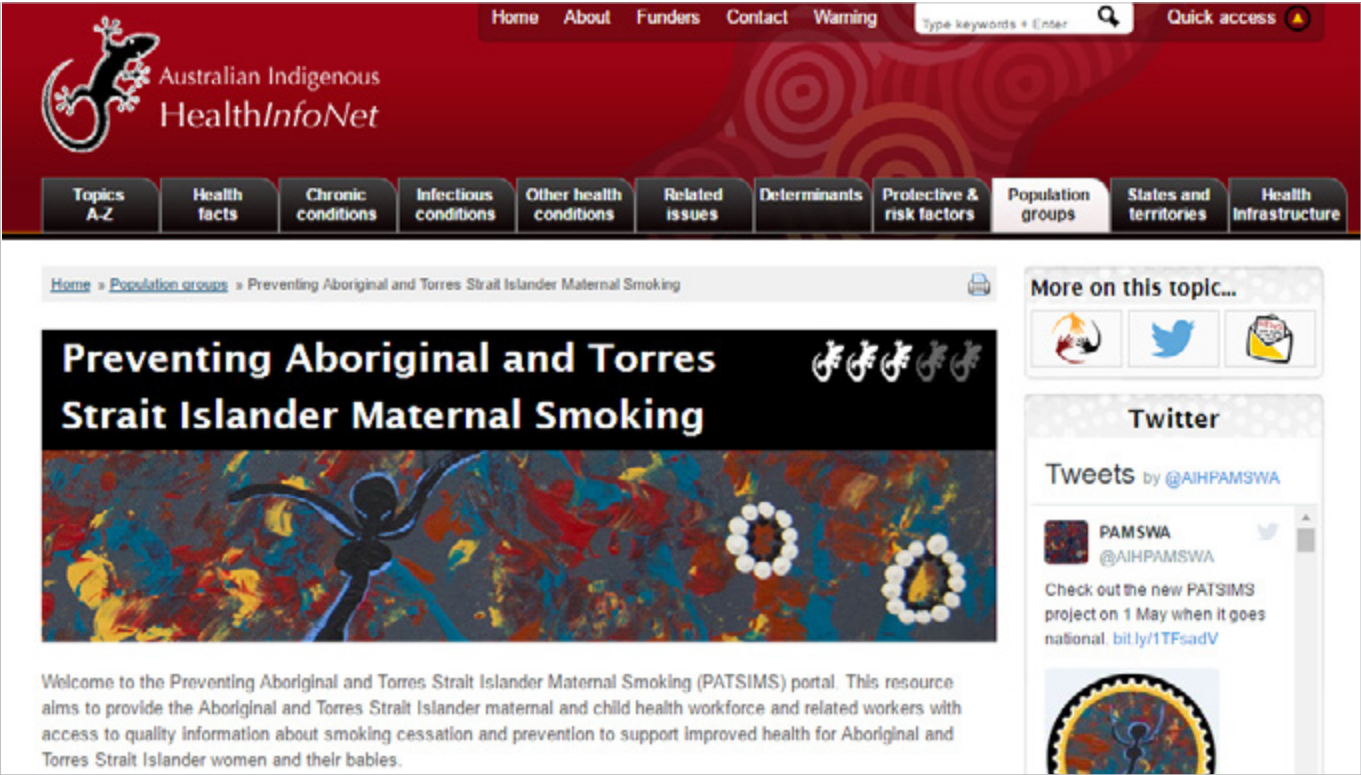 Home About Funders Contact Warning Type keywords + Enter Quick access
Australian Indigenous
HealthInfoNet
Topics A-Z
Health facts
Chronic conditions
Infectious conditions
Other health conditions
Related issues
Determinants
Protective & risk factors
Population groups
States and territories
Health Infrastructure
Home » Population groups » Preventing Aboriginal and Torres Strait Islander Maternal Smoking
Preventing Aboriginal and Torres
Strait Islander Maternal Smoking
Welcome to the Preventing Aboriginal and Torres Strait Islander Maternal Smoking (PATSIMS) portal. This resource
aims to provide the Aboriginal and Torres Strait Islander maternal and child health workforce and related workers with
access to quality information about smoking cessation and prevention to support improved health for Aboriginal and
Torres Strait Islander women and their babies.
More on this topic...
NEWS
Twitter
Tweets by @AIHPAMSWA
PAMSWA
@AIHPAMSWA
Check out the new PATSIMS
project on 1 May when it goes
national. bit.ly/1TFsadV